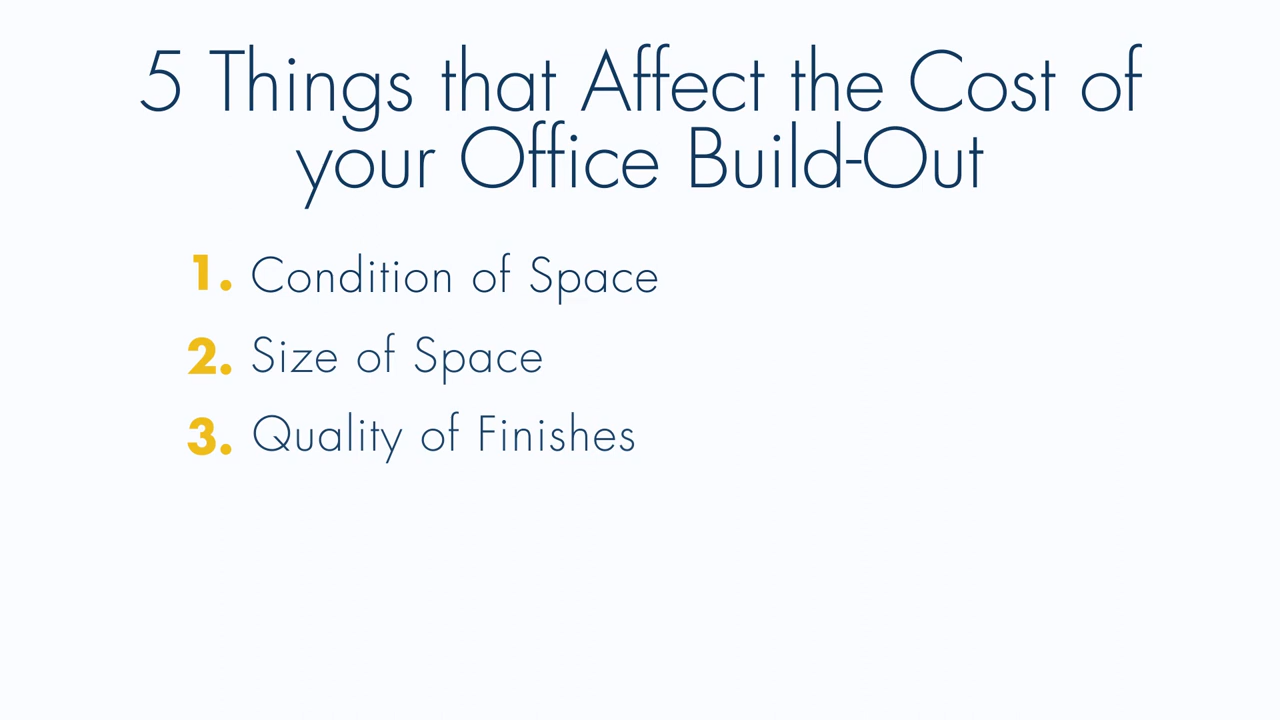 5 Things that Affect the Cost of
your Office Build-Out
1. Condition of Space
2. Size of Space
3. Quality of Finishes